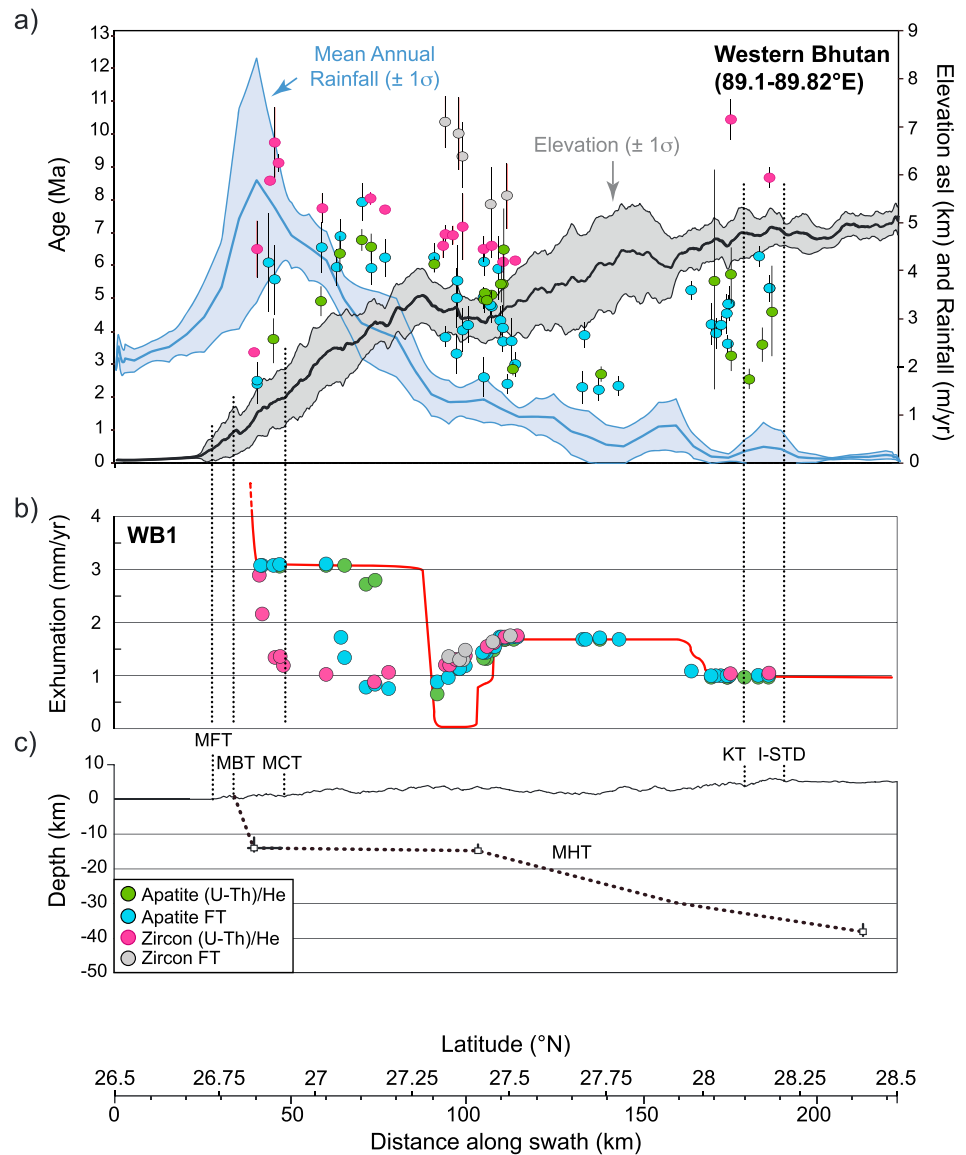 a)
Mean Annual
Rainfall (± 1σ)
Western Bhutan
(89.1-89.82°E)
Elevation (± 1σ)
Age (Ma)
13
12
11
10
9
8
7
6
5
4
3
2
1
0
9
8
7
6
5
4
3
2
1
0
Elevation asl (km) and Rainfall (m/yr)
b)
WB1
Exhumation (mm/yr)
4
3
2
1
0
c)
MFT
MBT
MCT
KT
I-STD
MHT
Depth (km)
10
0
-10
-20
-30
-40
-50
Apatite (U-Th)/He
Apatite FT
Zircon (U-Th)/He
Zircon FT
Latitude (°N)
26.5 26.75 27 27.25 27.5 27.75 28 28.25 28.5
0 50 100 150 200
Distance along swath (km)